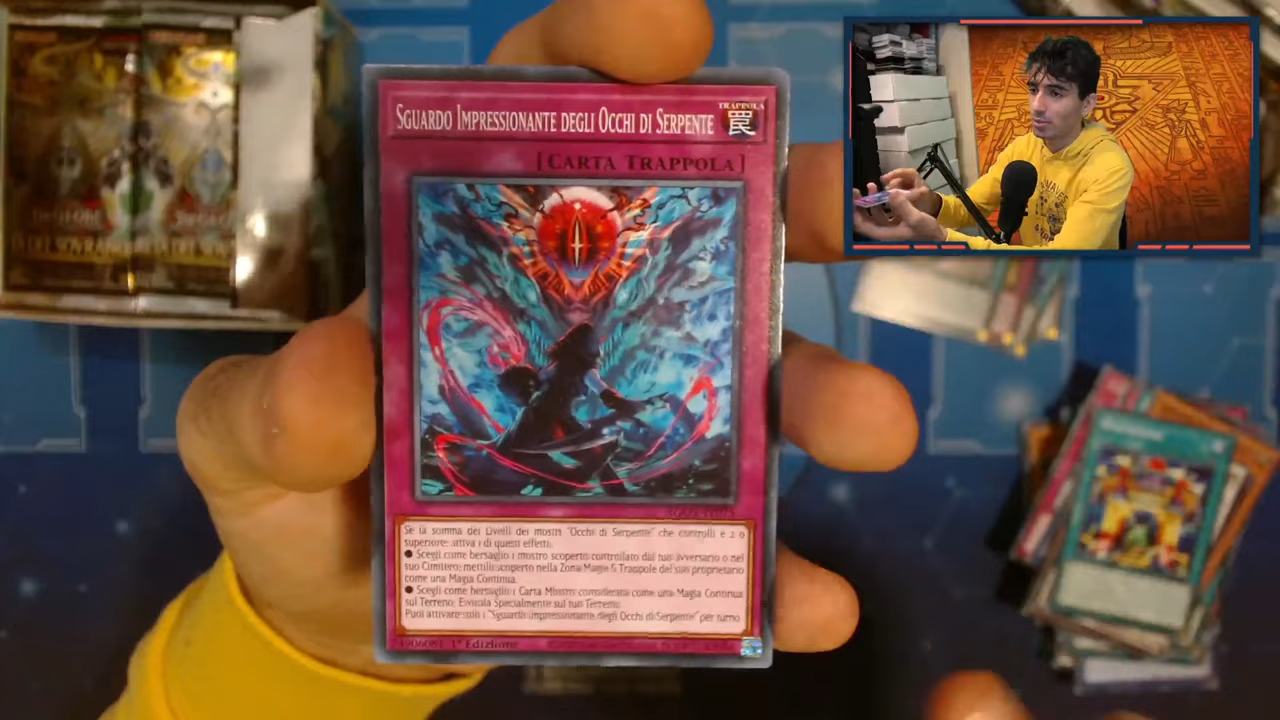 SGUARDO IMPRESSIONANTE DEGLI OCCHI DI SERPENTE
TRAPPOLA
罠
[CARTA TRAPPOLA]
Se la somma dei Livelli dei mostri "Occhi di Serpente" che controlli è 2 o
superiore: attiva 1 di questi effetti.
● Scegli come bersaglio 1 mostro scoperto controllato dal tuo avversario o nel
suo Cimitero; mettilo scoperto nella Zona Magie & Trappole del suo proprietario
come una Magia Continua.
● Scegli come bersaglio 1 Carta Mostro considerata come una Magia Continua
sul Terreno; Evocala Specialmente sul tuo Terreno.
Puoi attivare solo 1 "Sguardo Impressionante degli Occhi di Serpente" per turno
1ª Edizione